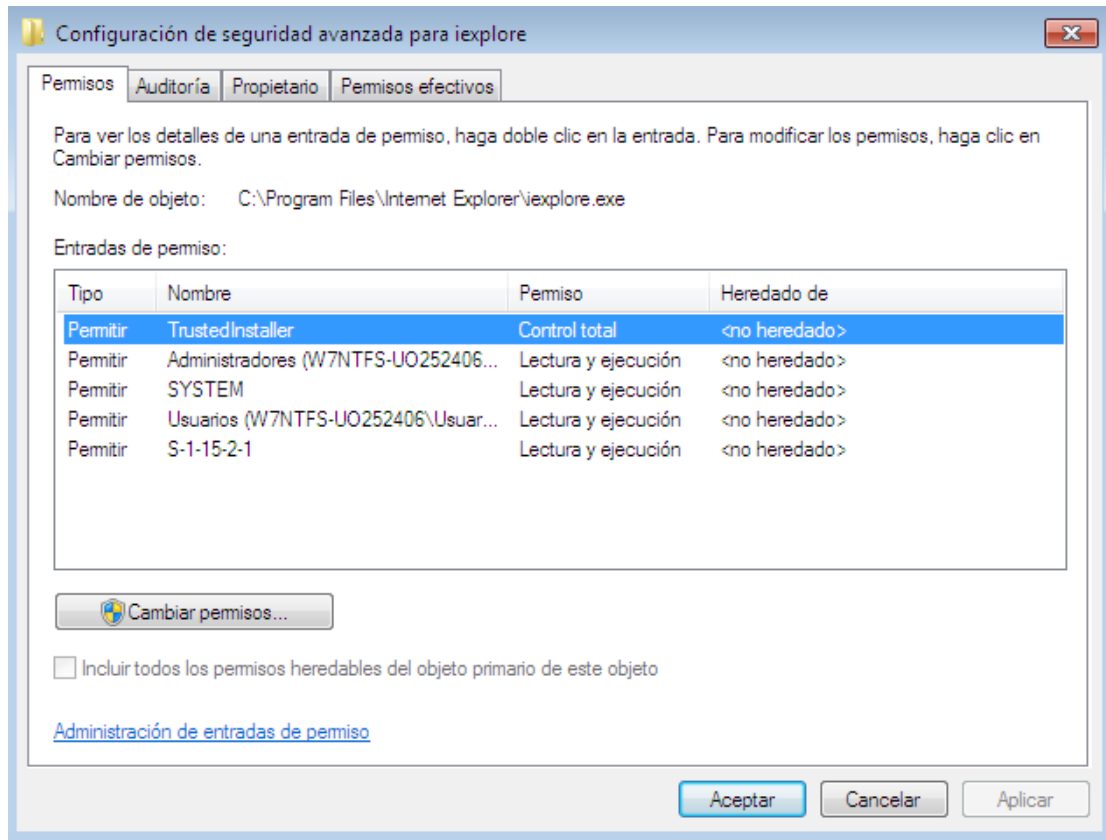 Configuración de seguridad avanzada para iexplore
Permisos Auditoría Propietario Permisos efectivos
Para ver los detalles de una entrada de permiso, haga doble clic en la entrada. Para modificar los permisos, haga clic en
Cambiar permisos.
Nombre de objeto: C:\Program Files\Internet Explorer\iexplore.exe
Entradas de permiso:
Tipo Nombre Permiso Heredado de
Permitir TrustedInstaller Control total <no heredado>
Permitir Administradores (W7NTFS-UO252406... Lectura y ejecución <no heredado>
Permitir SYSTEM Lectura y ejecución <no heredado>
Permitir Usuarios (W7NTFS-UO252406\Usuar... Lectura y ejecución <no heredado>
Permitir S-1-15-2-1 Lectura y ejecución <no heredado>
Cambiar permisos...
Incluir todos los permisos heredables del objeto primario de este objeto
Administración de entradas de permiso
Aceptar Cancelar Aplicar